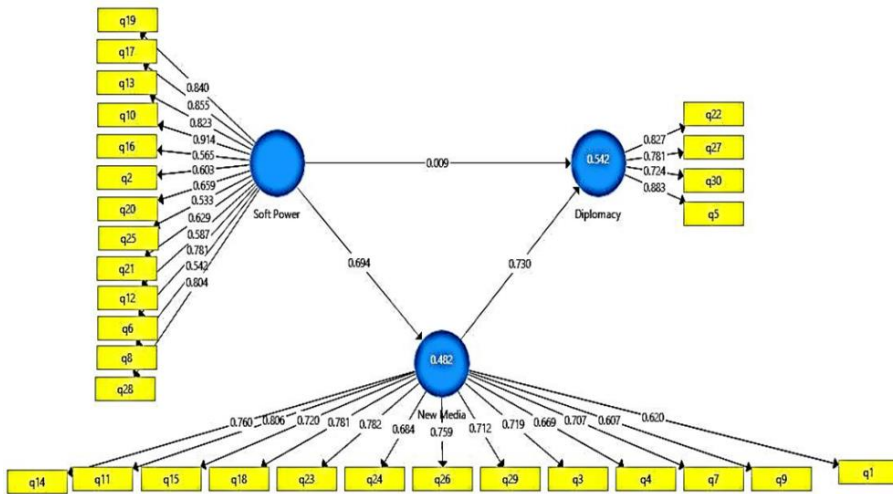 q19
q17
q13
q10
q16
q2
q20
q25
q21
q12
q6
q8
q28
0.840
0.855
0.823
0.914
0.565
0.603
0.659
0.533
0.629
0.587
0.781
0.542
0.804
Soft Power
0.009
0.542
Diplomacy
0.827
0.781
0.724
0.883
q22
q27
q30
q5
0.694
0.730
0.482
New Media
0.760
0.806
0.720
0.781
0.782
0.684
0.759
0.712
0.719
0.669
0.707
0.607
0.620
q14
q11
q15
q18
q23
q24
q26
q29
q3
q4
q7
q9
q1